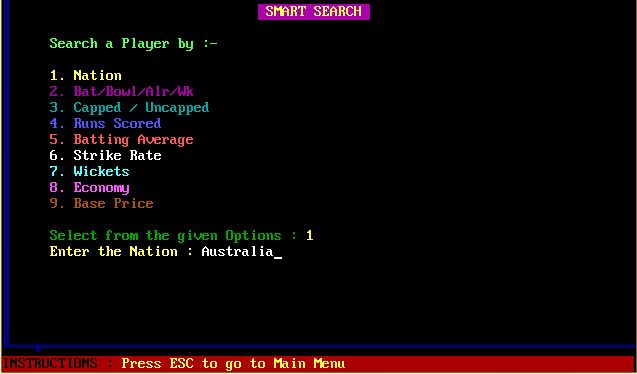 SMART SEARCH
Search a Player by :-
1. Nation
2. Bat/Bowl/Alr/Wk
3. Capped / Uncapped
4. Runs Scored
5. Batting Average
6. Strike Rate
7. Wickets
8. Economy
9. Base Price
Select from the given Options : 1
Enter the Nation : Australia_
INSTRUCTIONS : Press ESC to go to Main Menu